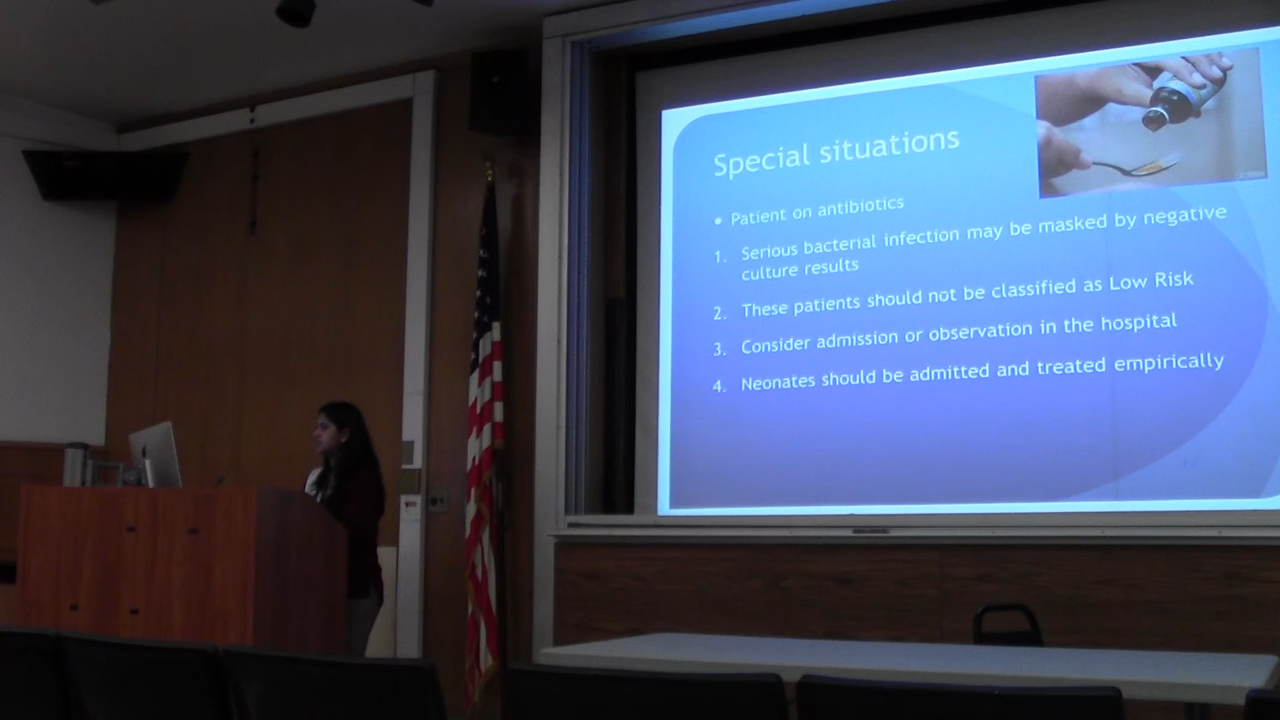 Special situations
• Patient on antibiotics
1. Serious bacterial infection may be masked by negative
culture results
2. These patients should not be classified as Low Risk
3. Consider admission or observation in the hospital
4. Neonates should be admitted and treated empirically